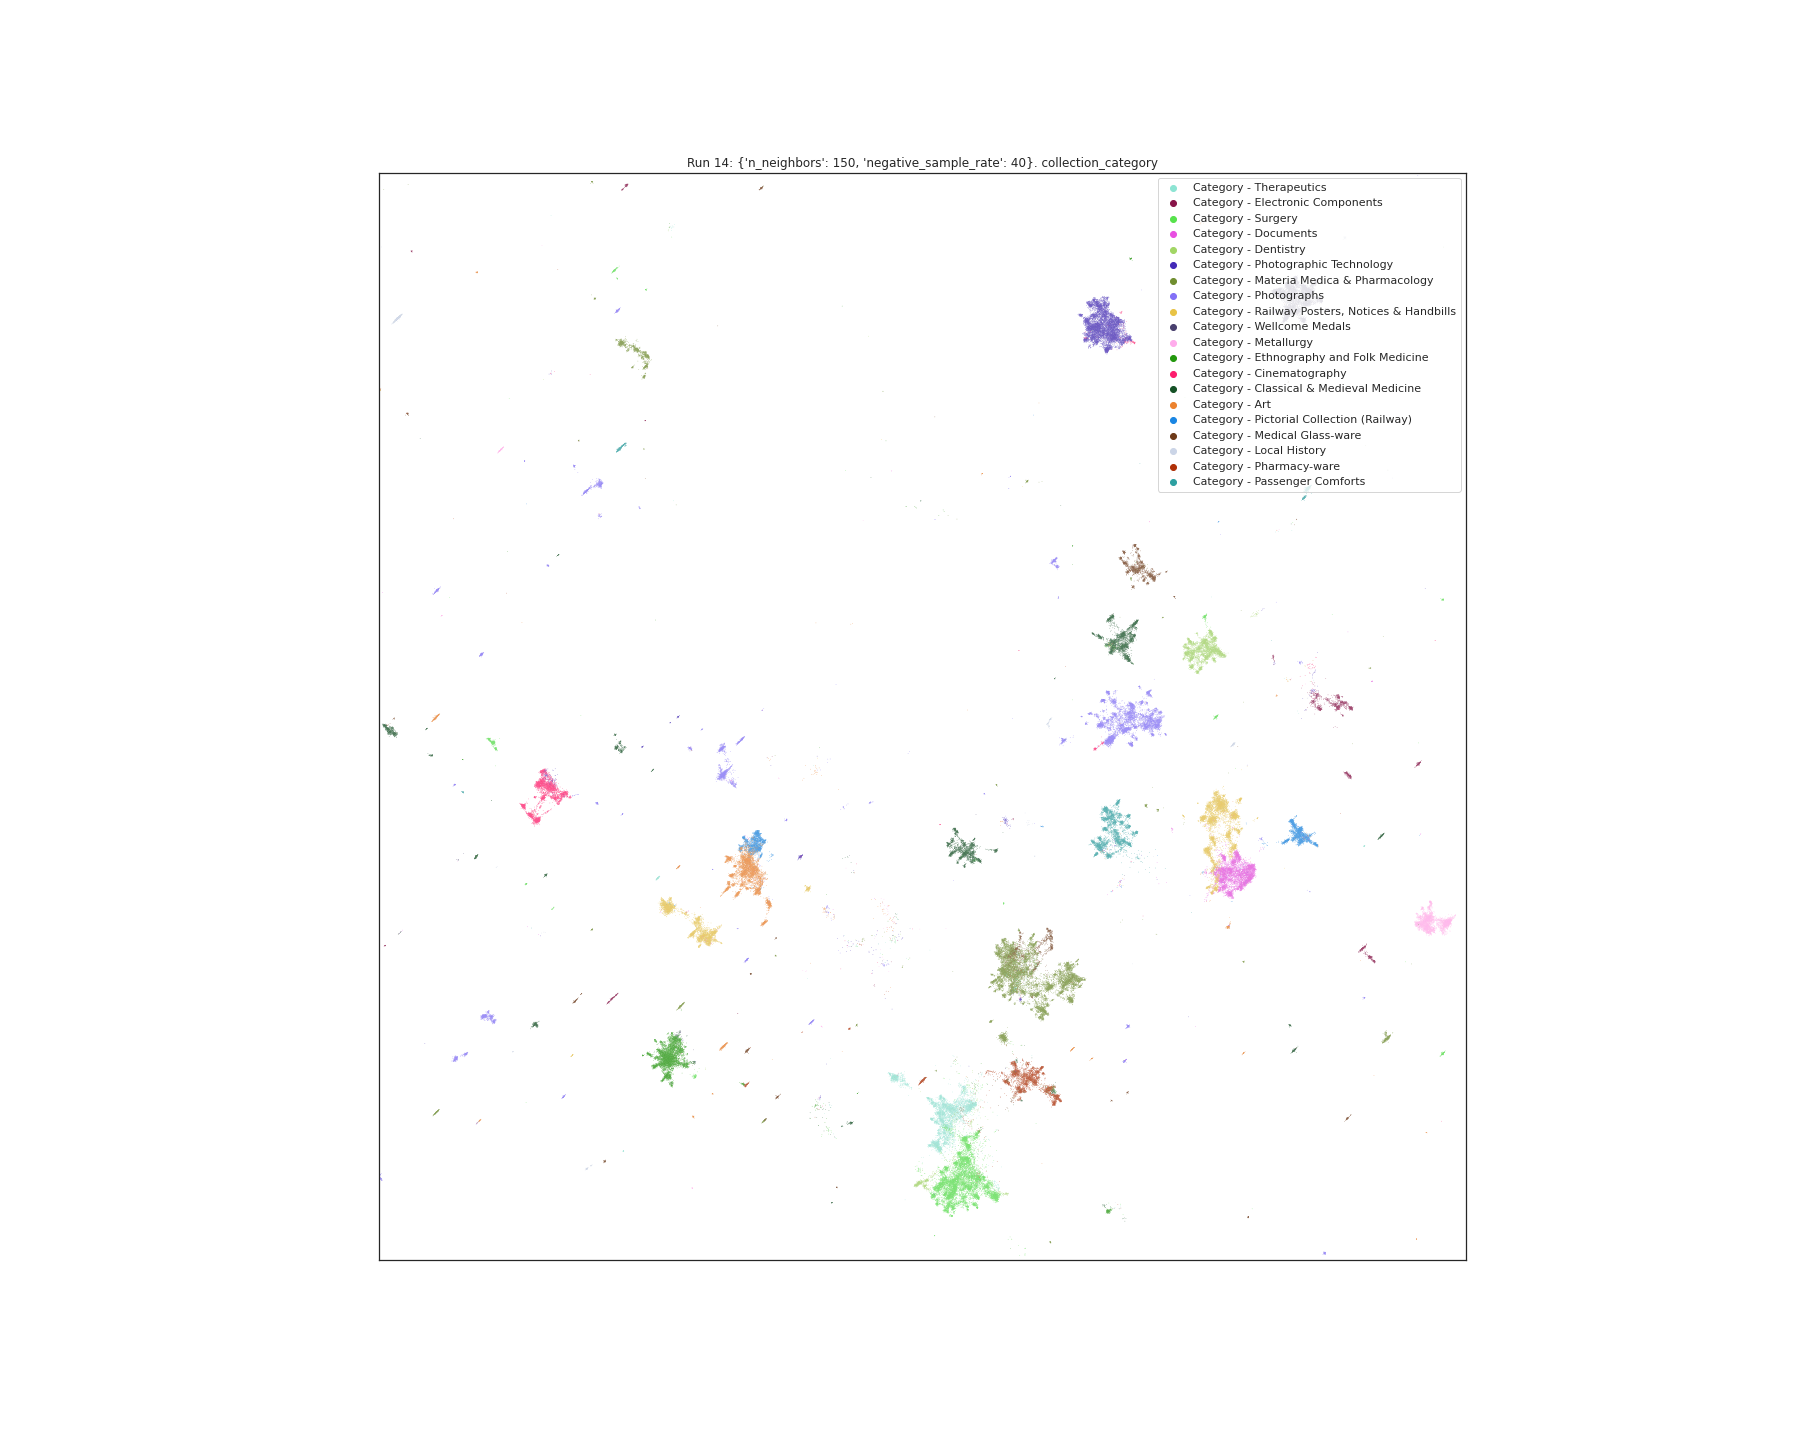 Run 14: {'n_neighbors': 150, 'negative_sample_rate': 40}. collection_category
Category - Therapeutics
Category - Electronic Components
Category - Surgery
Category - Documents
Category - Dentistry
Category - Photographic Technology
Category - Materia Medica & Pharmacology
Category - Photographs
Category - Railway Posters, Notices & Handbills
Category - Wellcome Medals
Category - Metallurgy
Category - Ethnography and Folk Medicine
Category - Cinematography
Category - Classical & Medieval Medicine
Category - Art
Category - Pictorial Collection (Railway)
Category - Medical Glass-ware
Category - Local History
Category - Pharmacy-ware
Category - Passenger Comforts